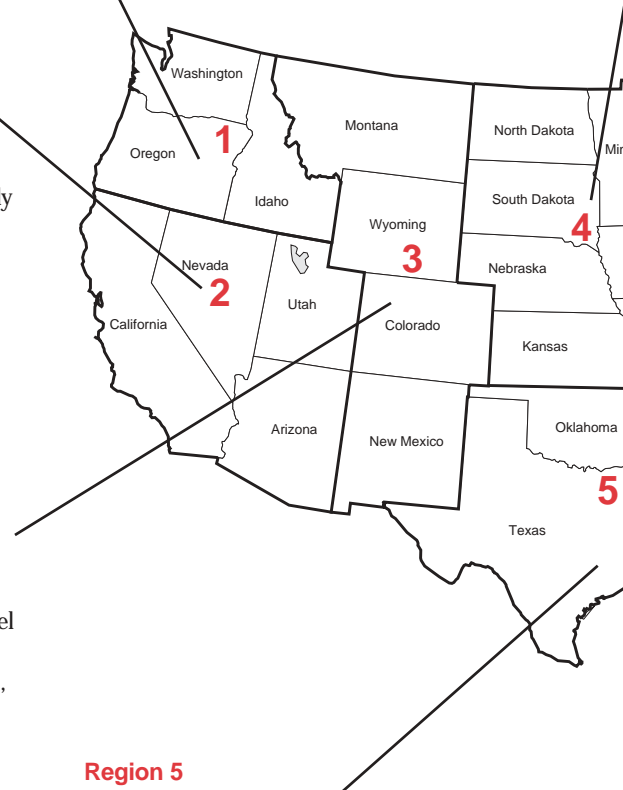 Washington
Montana
North Dakota
1
Oregon
ly
Idaho
South Dakota
Wyoming
4
3
Nevada
Nebraska
2
Utah
California
Colorado
Kansas
Arizona
Oklahoma
New Mexico
5
Texas
el
,
Region 5